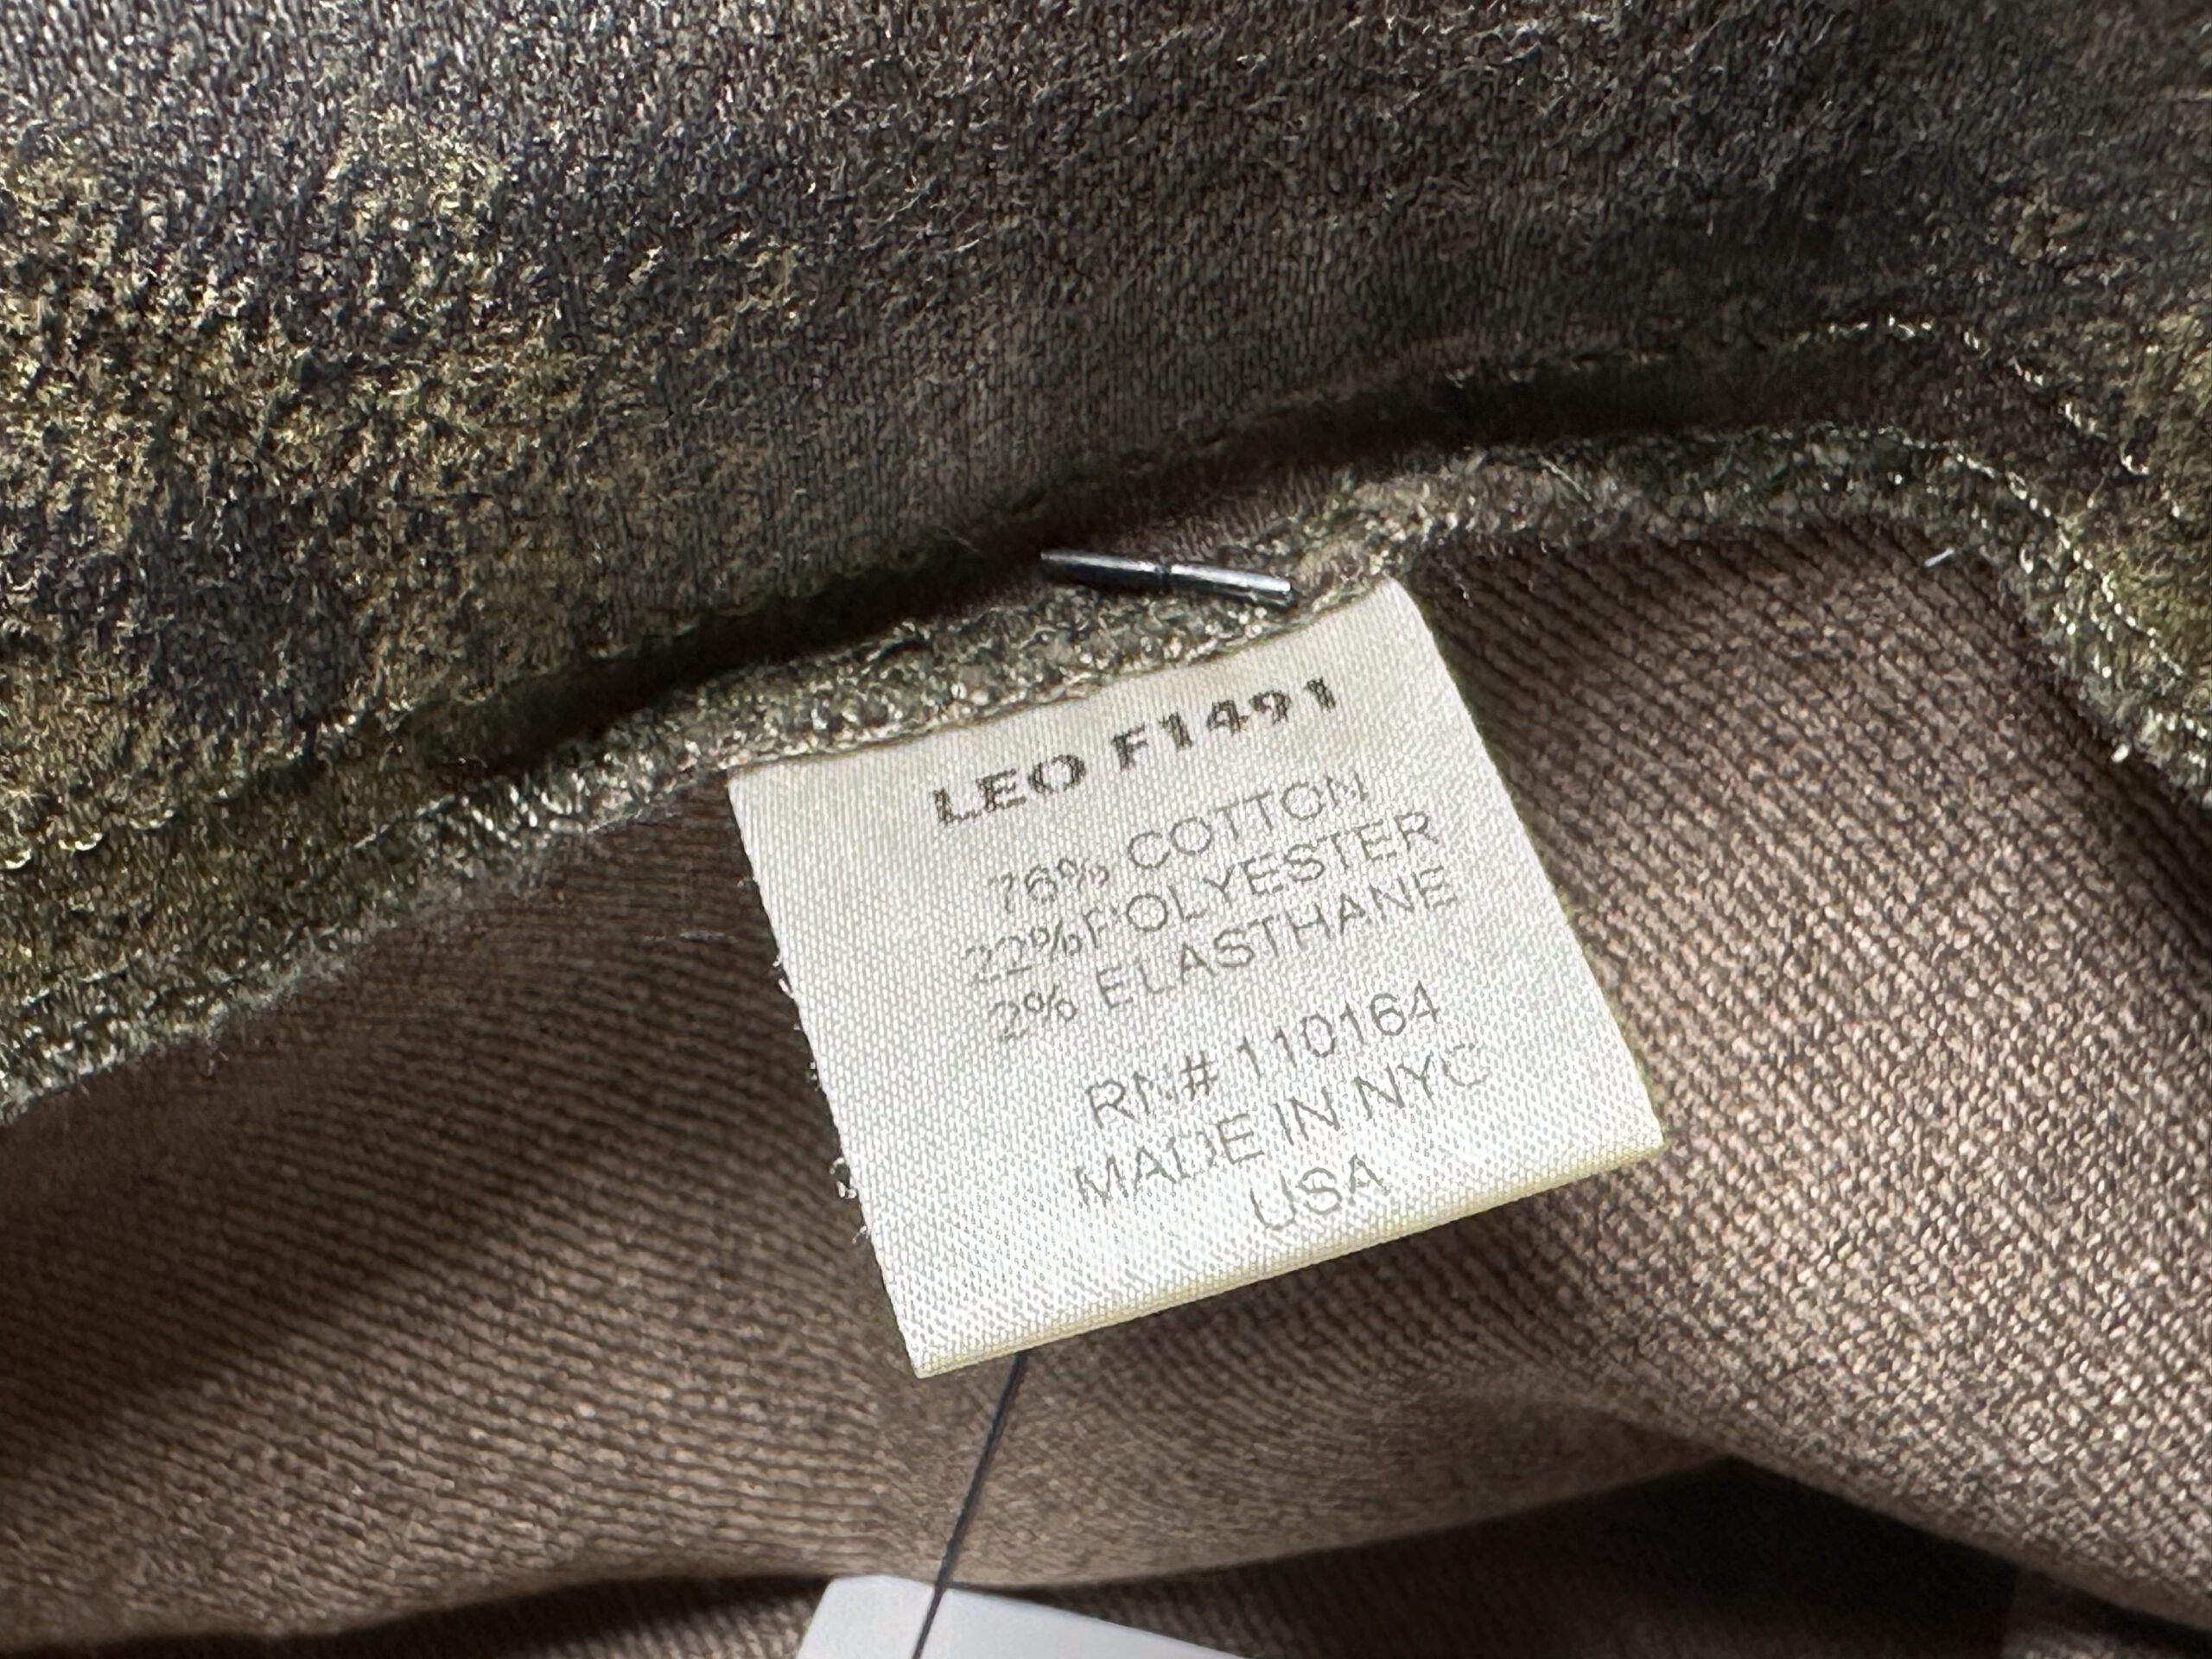 LEO F1491
76% COTTON
22%POLYESTER
2% ELASTHANE
RN# 110164
MADE IN NYC
USA